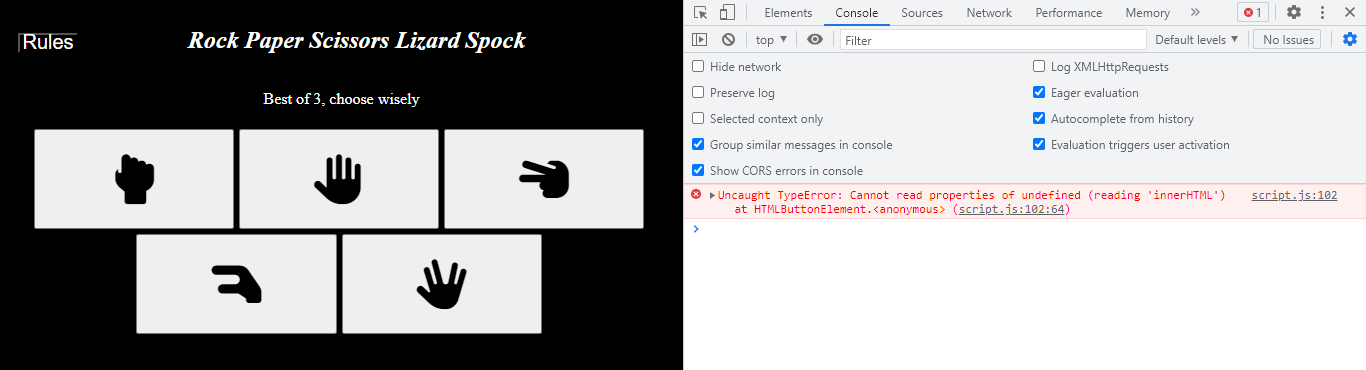 Rules
Rock Paper Scissors Lizard Spock
Best of 3, choose wisely
Elements Console Sources Network Performance Memory » 1
top ▼ Filter Default levels ▼ No Issues
Hide network Log XMLHttpRequests
Preserve log Eager evaluation
Selected context only Autocomplete from history
Group similar messages in console Evaluation triggers user activation
Show CORS errors in console
Uncaught TypeError: Cannot read properties of undefined (reading 'innerHTML') script.js:102
at HTMLButtonElement.<anonymous> (script.js:102:64)